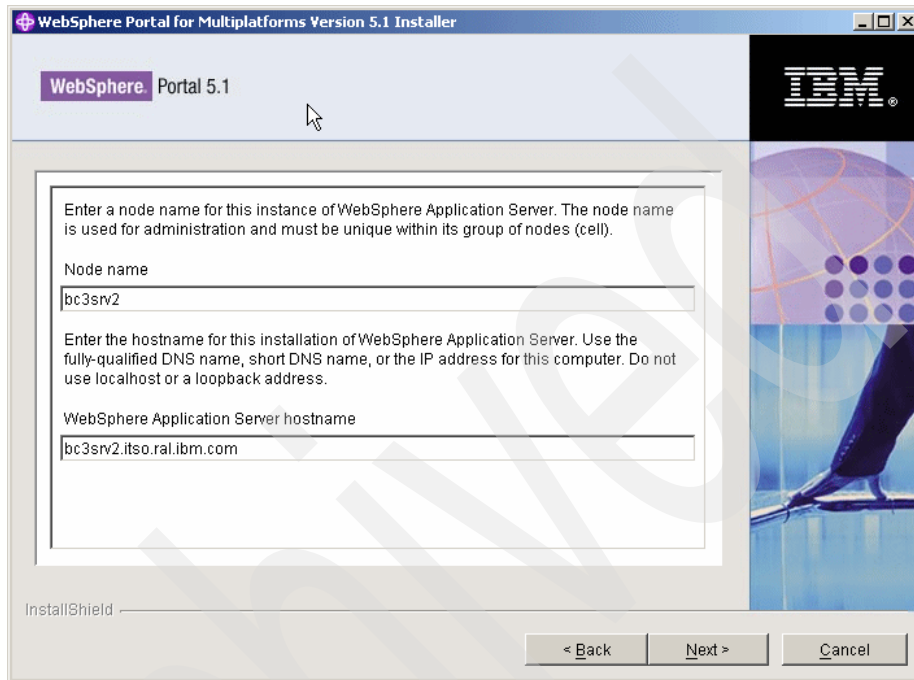 WebSphere Portal for Multiplatforms Version 5.1 Installer
WebSphere. Portal 5.1
IBM.®
Enter a node name for this instance of WebSphere Application Server. The node name
is used for administration and must be unique within its group of nodes (cell).
Node name
bc3srv2
Enter the hostname for this installation of WebSphere Application Server. Use the
fully-qualified DNS name, short DNS name, or the IP address for this computer. Do not
use localhost or a loopback address.
WebSphere Application Server hostname
bc3srv2.itso.ral.ibm.com
InstallShield
< Back Next > Cancel
hived